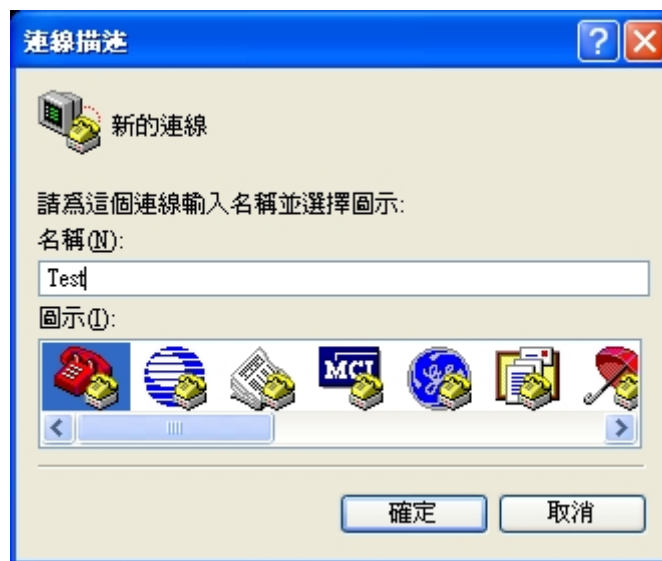 連線描述
新的連線
請為這個連線輸入名稱並選擇圖示:
名稱(N):
Test
圖示(I):
MCI
確定
取消